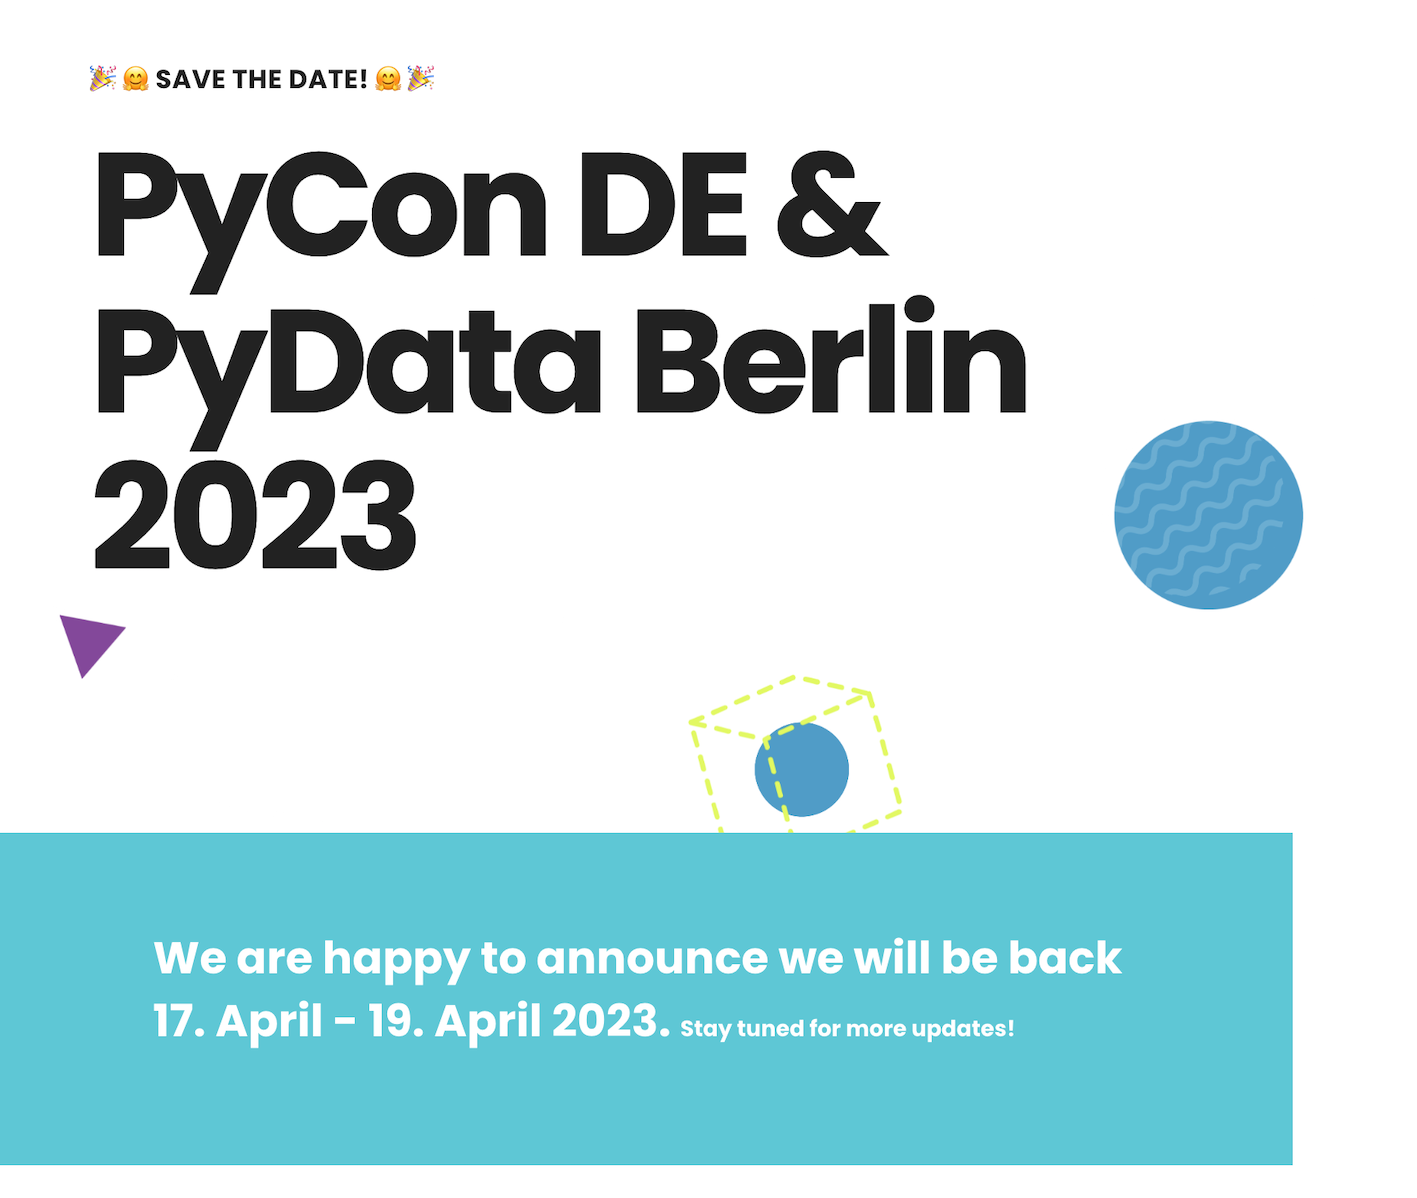 🎉🤗 SAVE THE DATE! 🤗🎉
PyCon DE &
PyData Berlin
2023
We are happy to announce we will be back
17. April - 19. April 2023. Stay tuned for more updates!